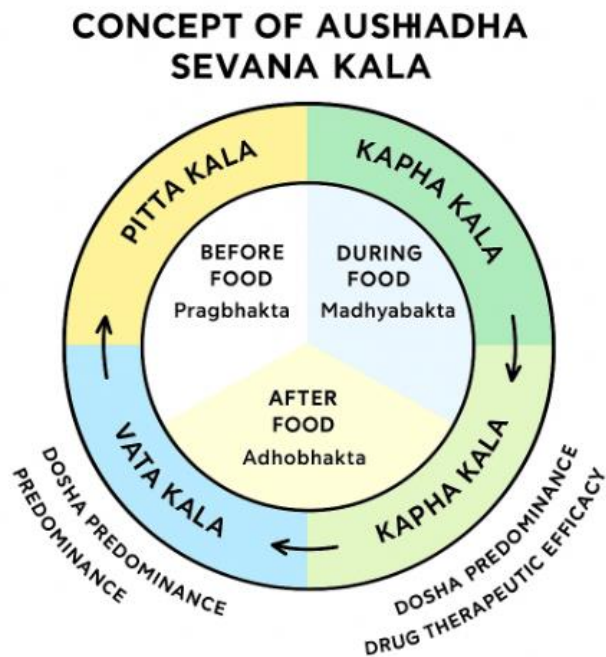 CONCEPT OF AUSHIADHA
SEVANA KALA
PITTA KALA
KAPHA KALA
BEFORE
FOOD
Pragbhakta
DURING
FOOD
Madhyabakta
AFTER
FOOD
Adhobhakta
VATA KALA
KAPHA KALA
DOSHA PREDOMINANCE
PREDOMINANCE
DOSHA PREDOMINANCE
DRUG THERAPEUTIC EFFICACY